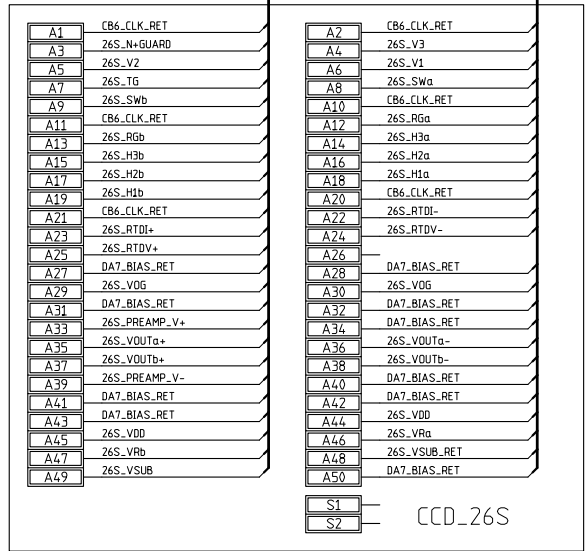 A1 CB6_CLK_RET
A3 26S_N+GUARD
A5 26S_V2
A7 26S_TG
A9 26S_SWb
A11 CB6_CLK_RET
A13 26S_RGb
A15 26S_H3b
A17 26S_H2b
A19 26S_H1b
A21 CB6_CLK_RET
A23 26S_RTDI+
A25 26S_RTDV+
A27 DA7_BIAS_RET
A29 26S_VOG
A31 DA7_BIAS_RET
A33 26S_PREAMP_V+
A35 26S_VOUTa+
A37 26S_VOUTb+
A39 26S_PREAMP_V-
A41 DA7_BIAS_RET
A43 DA7_BIAS_RET
A45 26S_VDD
A47 26S_VRb
A49 26S_VSUB
A2 CB6_CLK_RET
A4 26S_V3
A6 26S_V1
A8 26S_SWa
A10 CB6_CLK_RET
A12 26S_RGa
A14 26S_H3a
A16 26S_H2a
A18 26S_H1a
A20 CB6_CLK_RET
A22 26S_RTDI-
A24 26S_RTDV-
A26
A28 DA7_BIAS_RET
A30 26S_VOG
A32 DA7_BIAS_RET
A34 DA7_BIAS_RET
A36 26S_VOUTa-
A38 26S_VOUTb-
A40 DA7_BIAS_RET
A42 DA7_BIAS_RET
A44 26S_VDD
A46 26S_VRa
A48 26S_VSUB_RET
A50 DA7_BIAS_RET
S1
S2
CCD_26S